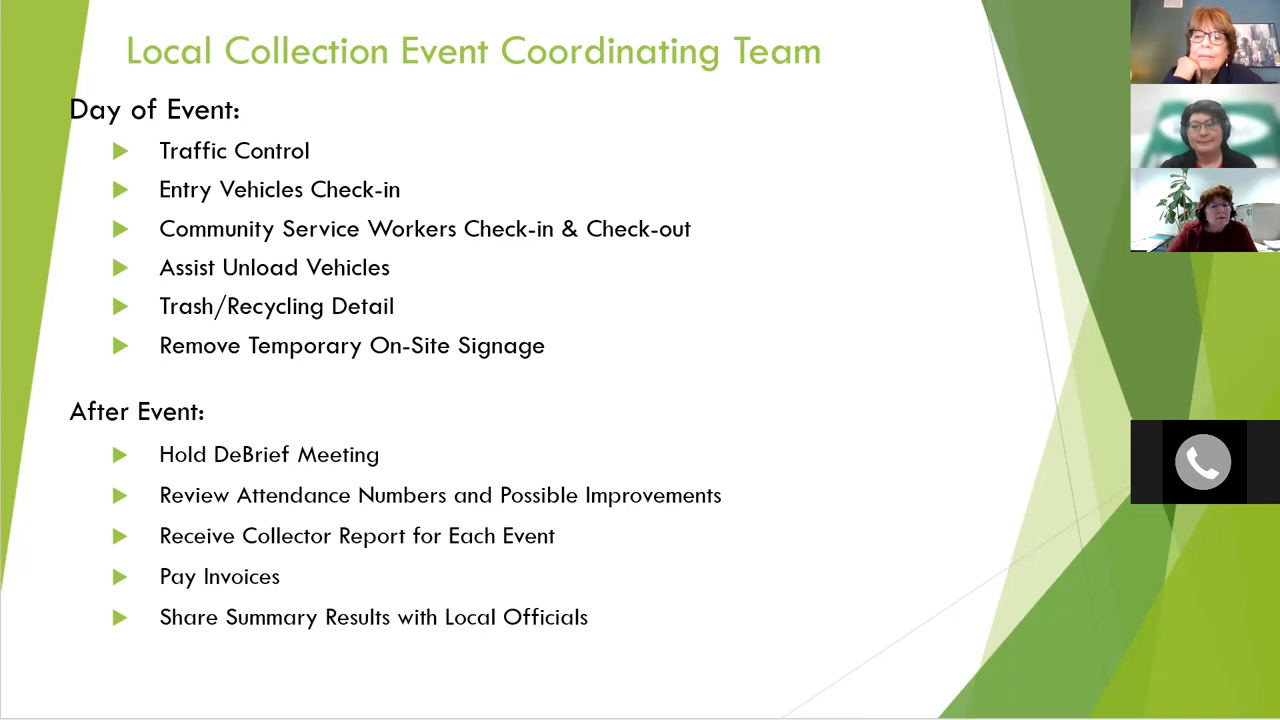 Local Collection Event Coordinating Team
Day of Event:
Traffic Control
Entry Vehicles Check-in
Community Service Workers Check-in & Check-out
Assist Unload Vehicles
Trash/Recycling Detail
Remove Temporary On-Site Signage
After Event:
Hold DeBrief Meeting
Review Attendance Numbers and Possible Improvements
Receive Collector Report for Each Event
Pay Invoices
Share Summary Results with Local Officials